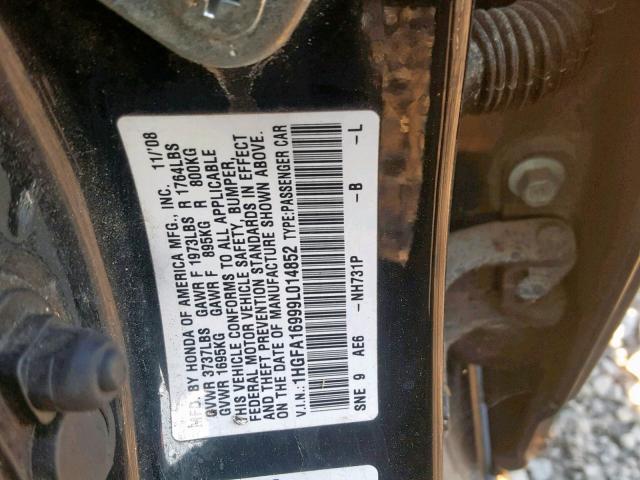 MFD. BY HONDA OF AMERICA MFG., INC. 11/'08
GVWR 3737LBS GAWR F 1973LBS R 1764LBS
GVWR 1695KG GAWR F 895KG R 800KG
THIS VEHICLE CONFORMS TO ALL APPLICABLE
FEDERAL MOTOR VEHICLE SAFETY, BUMPER,
AND THEFT PREVENTION STANDARDS IN EFFECT
ON THE DATE OF MANUFACTURE SHOWN ABOVE.
V.I.N.: 1HGFA16999L014852 TYPE:PASSENGER CAR
SNE 9 AE6 -NH731P -B -L